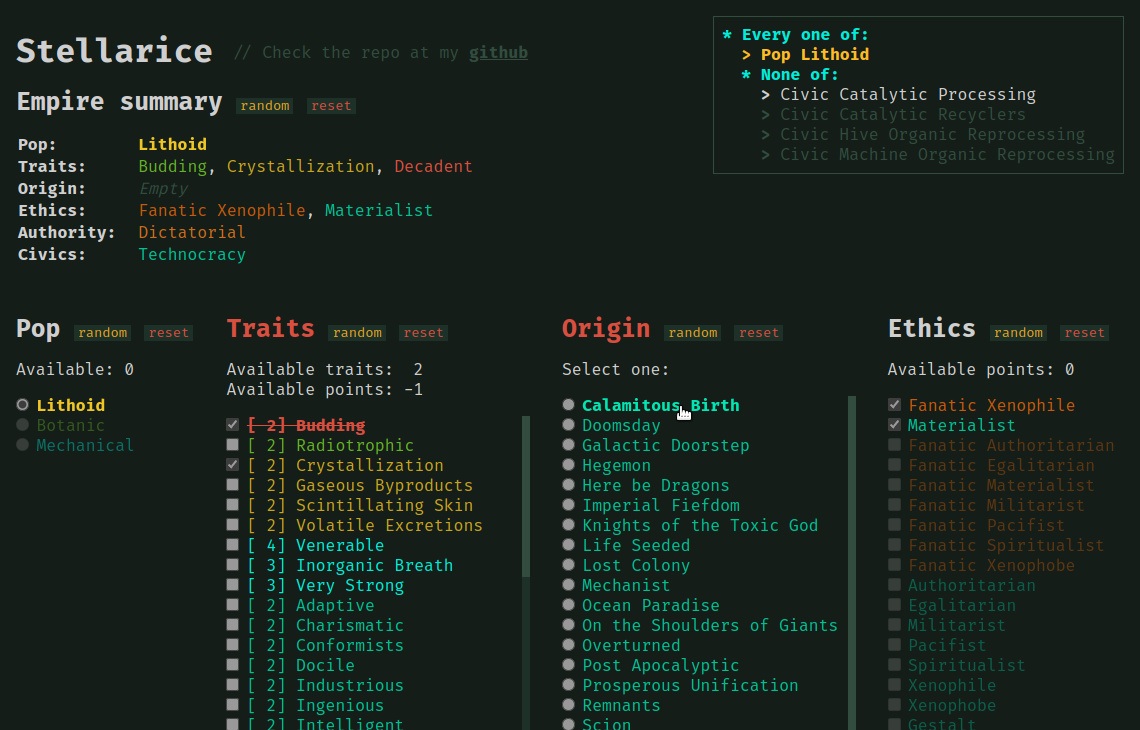 Stellarice // Check the repo at my github
Empire summary random reset
Pop: Lithoid
Traits: Budding, Crystallization, Decadent
Origin: Empty
Ethics: Fanatic Xenophile, Materialist
Authority: Dictatorial
Civics: Technocracy
* Every one of:
> Pop Lithoid
* None of:
> Civic Catalytic Processing
> Civic Catalytic Recyclers
> Civic Hive Organic Reprocessing
> Civic Machine Organic Reprocessing
Pop random reset
Available: 0
Lithoid
Botanic
Mechanical
Traits random reset
Available traits: 2
Available points: -1
[ 2] Budding
[ 2] Radiotrophic
[ 2] Crystallization
[ 2] Gaseous Byproducts
[ 2] Scintillating Skin
[ 2] Volatile Excretions
[ 4] Venerable
[ 3] Inorganic Breath
[ 3] Very Strong
[ 2] Adaptive
[ 2] Charismatic
[ 2] Conformists
[ 2] Docile
[ 2] Industrious
[ 2] Ingenious
[ 2] Intelligent
Origin random reset
Select one:
Calamitous Birth
Doomsday
Galactic Doorstep
Hegemon
Here be Dragons
Imperial Fiefdom
Knights of the Toxic God
Life Seeded
Lost Colony
Mechanist
Ocean Paradise
On the Shoulders of Giants
Overturned
Post Apocalyptic
Prosperous Unification
Remnants
Scion
Ethics random reset
Available points: 0
Fanatic Xenophile
Materialist
Fanatic Authoritarian
Fanatic Egalitarian
Fanatic Materialist
Fanatic Militarist
Fanatic Pacifist
Fanatic Spiritualist
Fanatic Xenophobe
Authoritarian
Egalitarian
Militarist
Pacifist
Spiritualist
Xenophile
Xenophobe
Gestalt